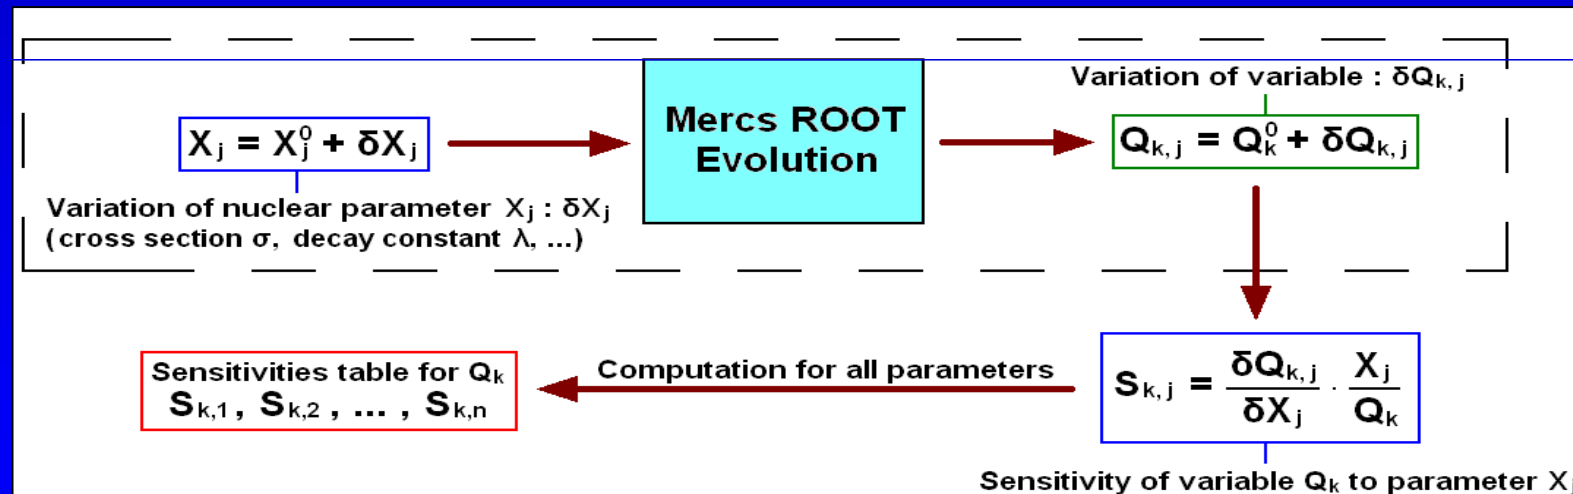 Variation of variable : δQk, j
Mercs ROOT
Evolution
Xj = Xj0 + δXj
Qk, j = Qk0 + δQk, j
Variation of nuclear parameter Xj : δXj
(cross section σ, decay constant λ, ...)
Sensitivities table for Qk
Sk,1 , Sk,2 , ... , Sk,n
Computation for all parameters
Sk, j = δQk, j / δXj · Xj / Qk
Sensitivity of variable Qk to parameter Xj